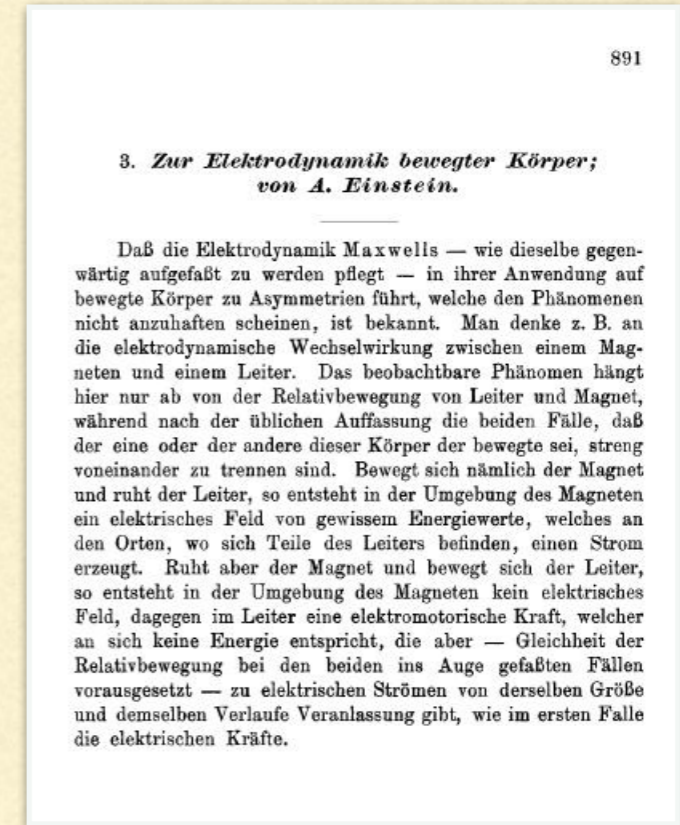 891
3. Zur Elektrodynamik bewegter Körper;
von A. Einstein.
Daß die Elektrodynamik Maxwells — wie dieselbe gegen-
wärtig aufgefaßt zu werden pflegt — in ihrer Anwendung auf
bewegte Körper zu Asymmetrien führt, welche den Phänomenen
nicht anzuhaften scheinen, ist bekannt. Man denke z. B. an
die elektrodynamische Wechselwirkung zwischen einem Mag-
neten und einem Leiter. Das beobachtbare Phänomen hängt
hier nur ab von der Relativbewegung von Leiter und Magnet,
während nach der üblichen Auffassung die beiden Fälle, daß
der eine oder der andere dieser Körper der bewegte sei, streng
voneinander zu trennen sind. Bewegt sich nämlich der Magnet
und ruht der Leiter, so entsteht in der Umgebung des Magneten
ein elektrisches Feld von gewissem Energiewerte, welches an
den Orten, wo sich Teile des Leiters befinden, einen Strom
erzeugt. Ruht aber der Magnet und bewegt sich der Leiter,
so entsteht in der Umgebung des Magneten kein elektrisches
Feld, dagegen im Leiter eine elektromotorische Kraft, welcher
an sich keine Energie entspricht, die aber — Gleichheit der
Relativbewegung bei den beiden ins Auge gefaßten Fällen
vorausgesetzt — zu elektrischen Strömen von derselben Größe
und demselben Verlaufe Veranlassung gibt, wie im ersten Falle
die elektrischen Kräfte.